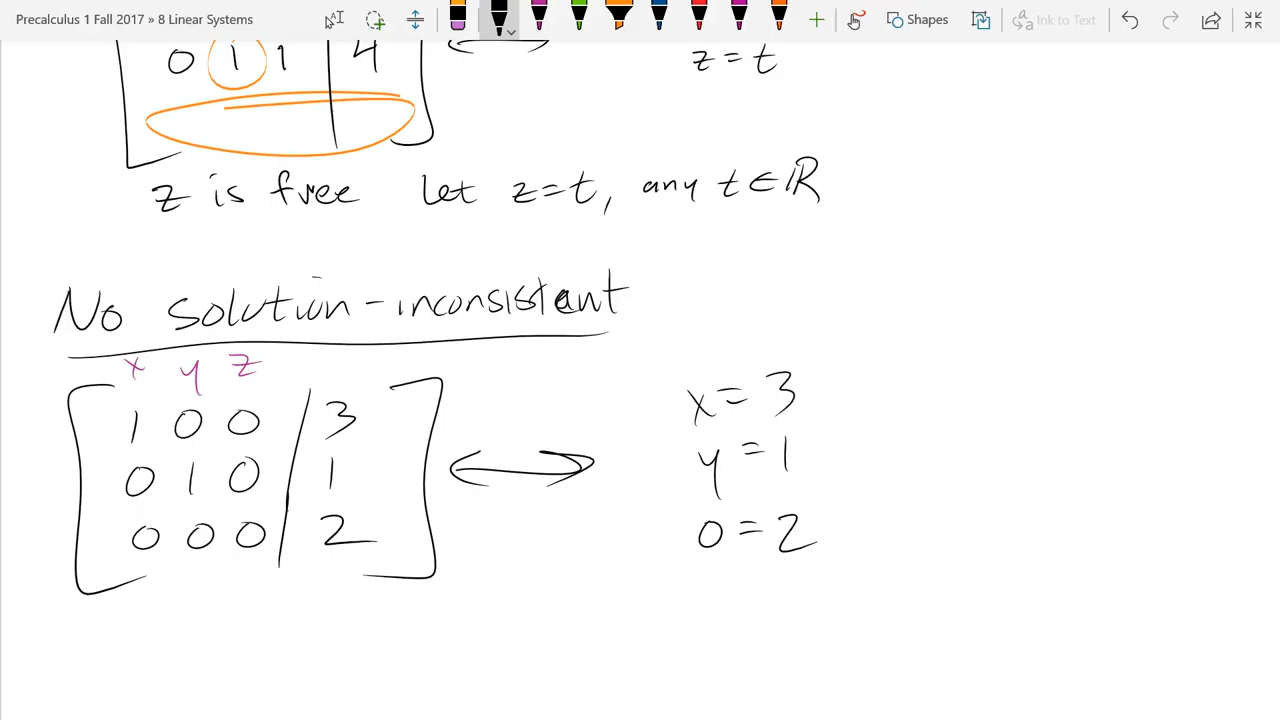 Precalculus 1 Fall 2017 » 8 Linear Systems
Shapes
Ink to Text
0 1 1 | 4
z = t
z is free let z = t, any t ∈ ℝ
No solution - inconsistent
x y z
1 0 0 | 3
x = 3
0 1 0 | 1
y = 1
0 0 0 | 2
0 = 2